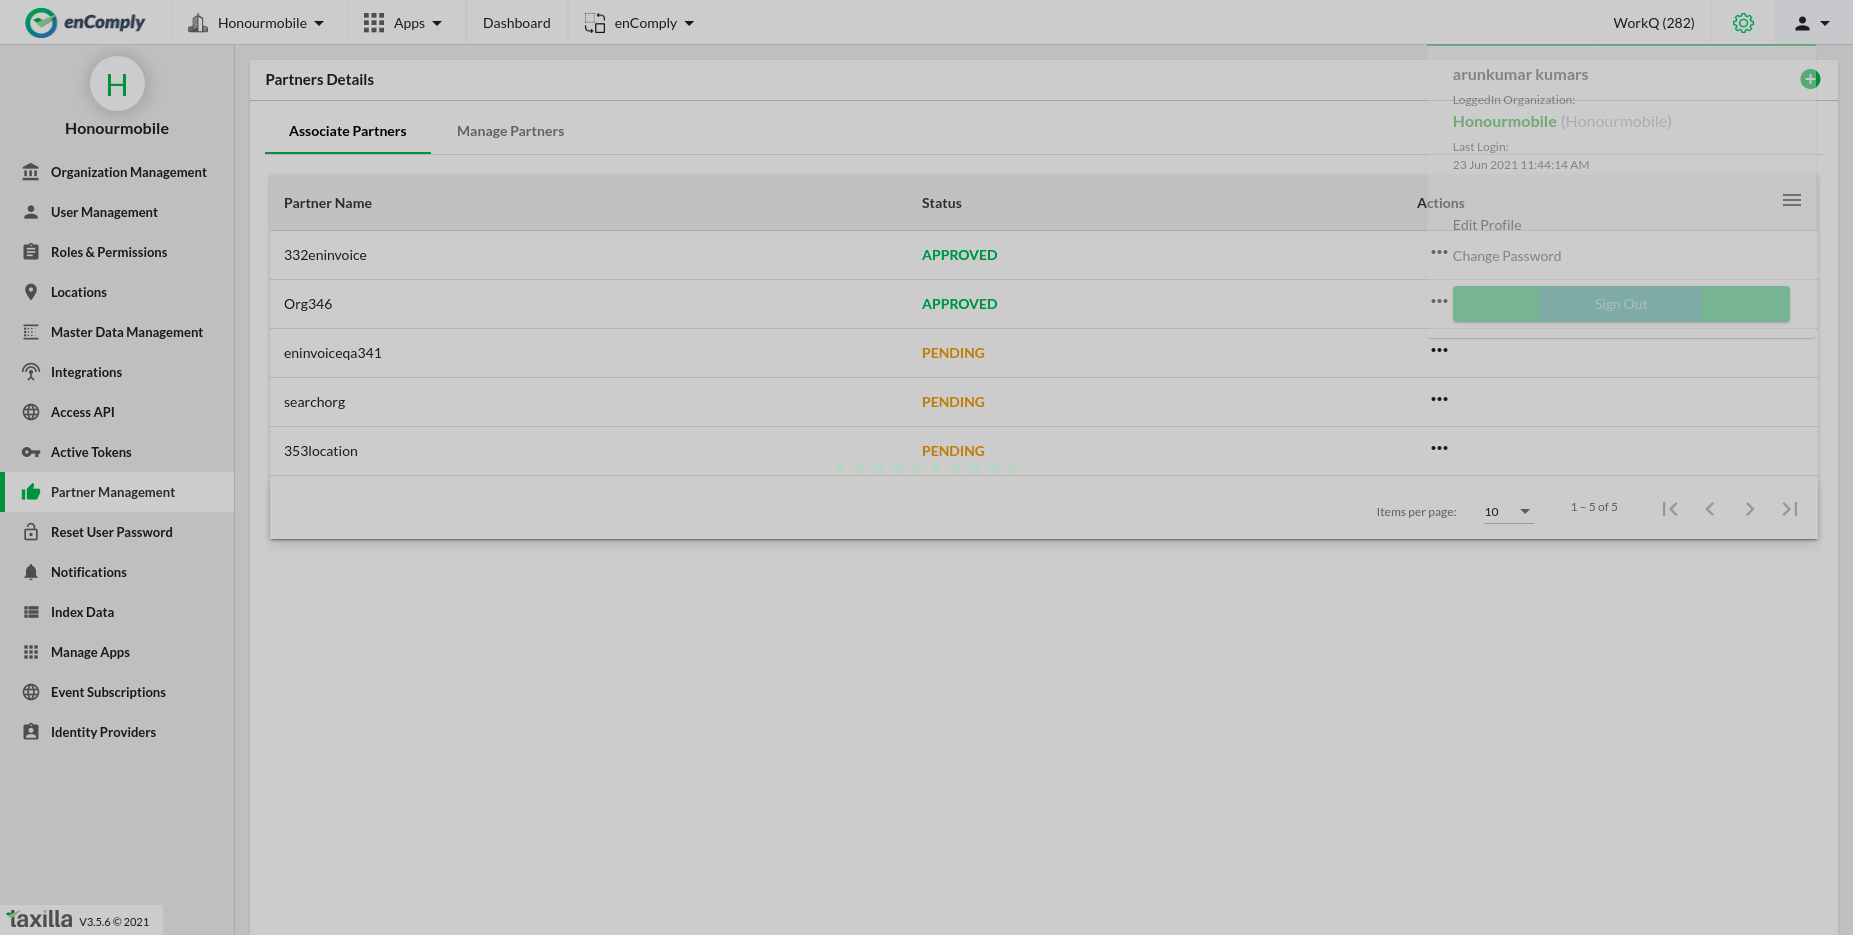 enComply
Honourmobile
Apps
Dashboard
enComply
WorkQ (282)
H
Honourmobile
Organization Management
User Management
Roles & Permissions
Locations
Master Data Management
Integrations
Access API
Active Tokens
Partner Management
Reset User Password
Notifications
Index Data
Manage Apps
Event Subscriptions
Identity Providers
taxilla V3.5.6 © 2021
Partners Details
Associate Partners Manage Partners
Partner Name Status Actions
332eninvoice APPROVED
Org346 APPROVED
eninvoiceqa341 PENDING
searchorg PENDING
353location PENDING
Items per page: 10 1 – 5 of 5
arunkumar kumars
LoggedIn Organization:
Honourmobile (Honourmobile)
Last Login:
23 Jun 2021 11:44:14 AM
Edit Profile
Change Password
Sign Out